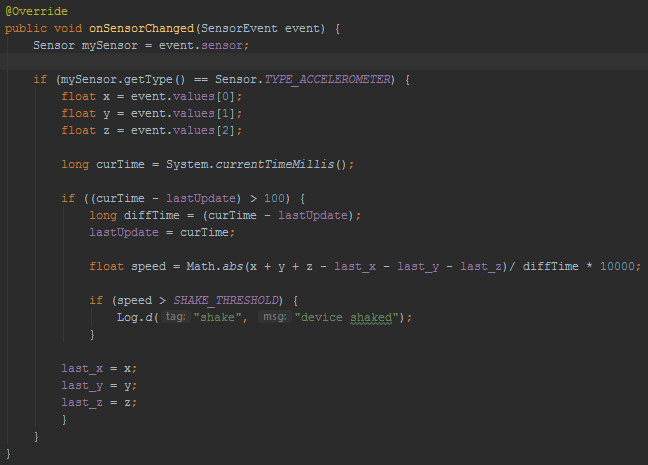 @Override
public void onSensorChanged(SensorEvent event) {
    Sensor mySensor = event.sensor;

    if (mySensor.getType() == Sensor.TYPE_ACCELEROMETER) {
        float x = event.values[0];
        float y = event.values[1];
        float z = event.values[2];

        long curTime = System.currentTimeMillis();

        if ((curTime - lastUpdate) > 100) {
            long diffTime = (curTime - lastUpdate);
            lastUpdate = curTime;

            float speed = Math.abs(x + y + z - last_x - last_y - last_z)/ diffTime * 10000;

            if (speed > SHAKE_THRESHOLD) {
                Log.d( tag: "shake", msg: "device shaked");
            }

        last_x = x;
        last_y = y;
        last_z = z;
        }
    }
}